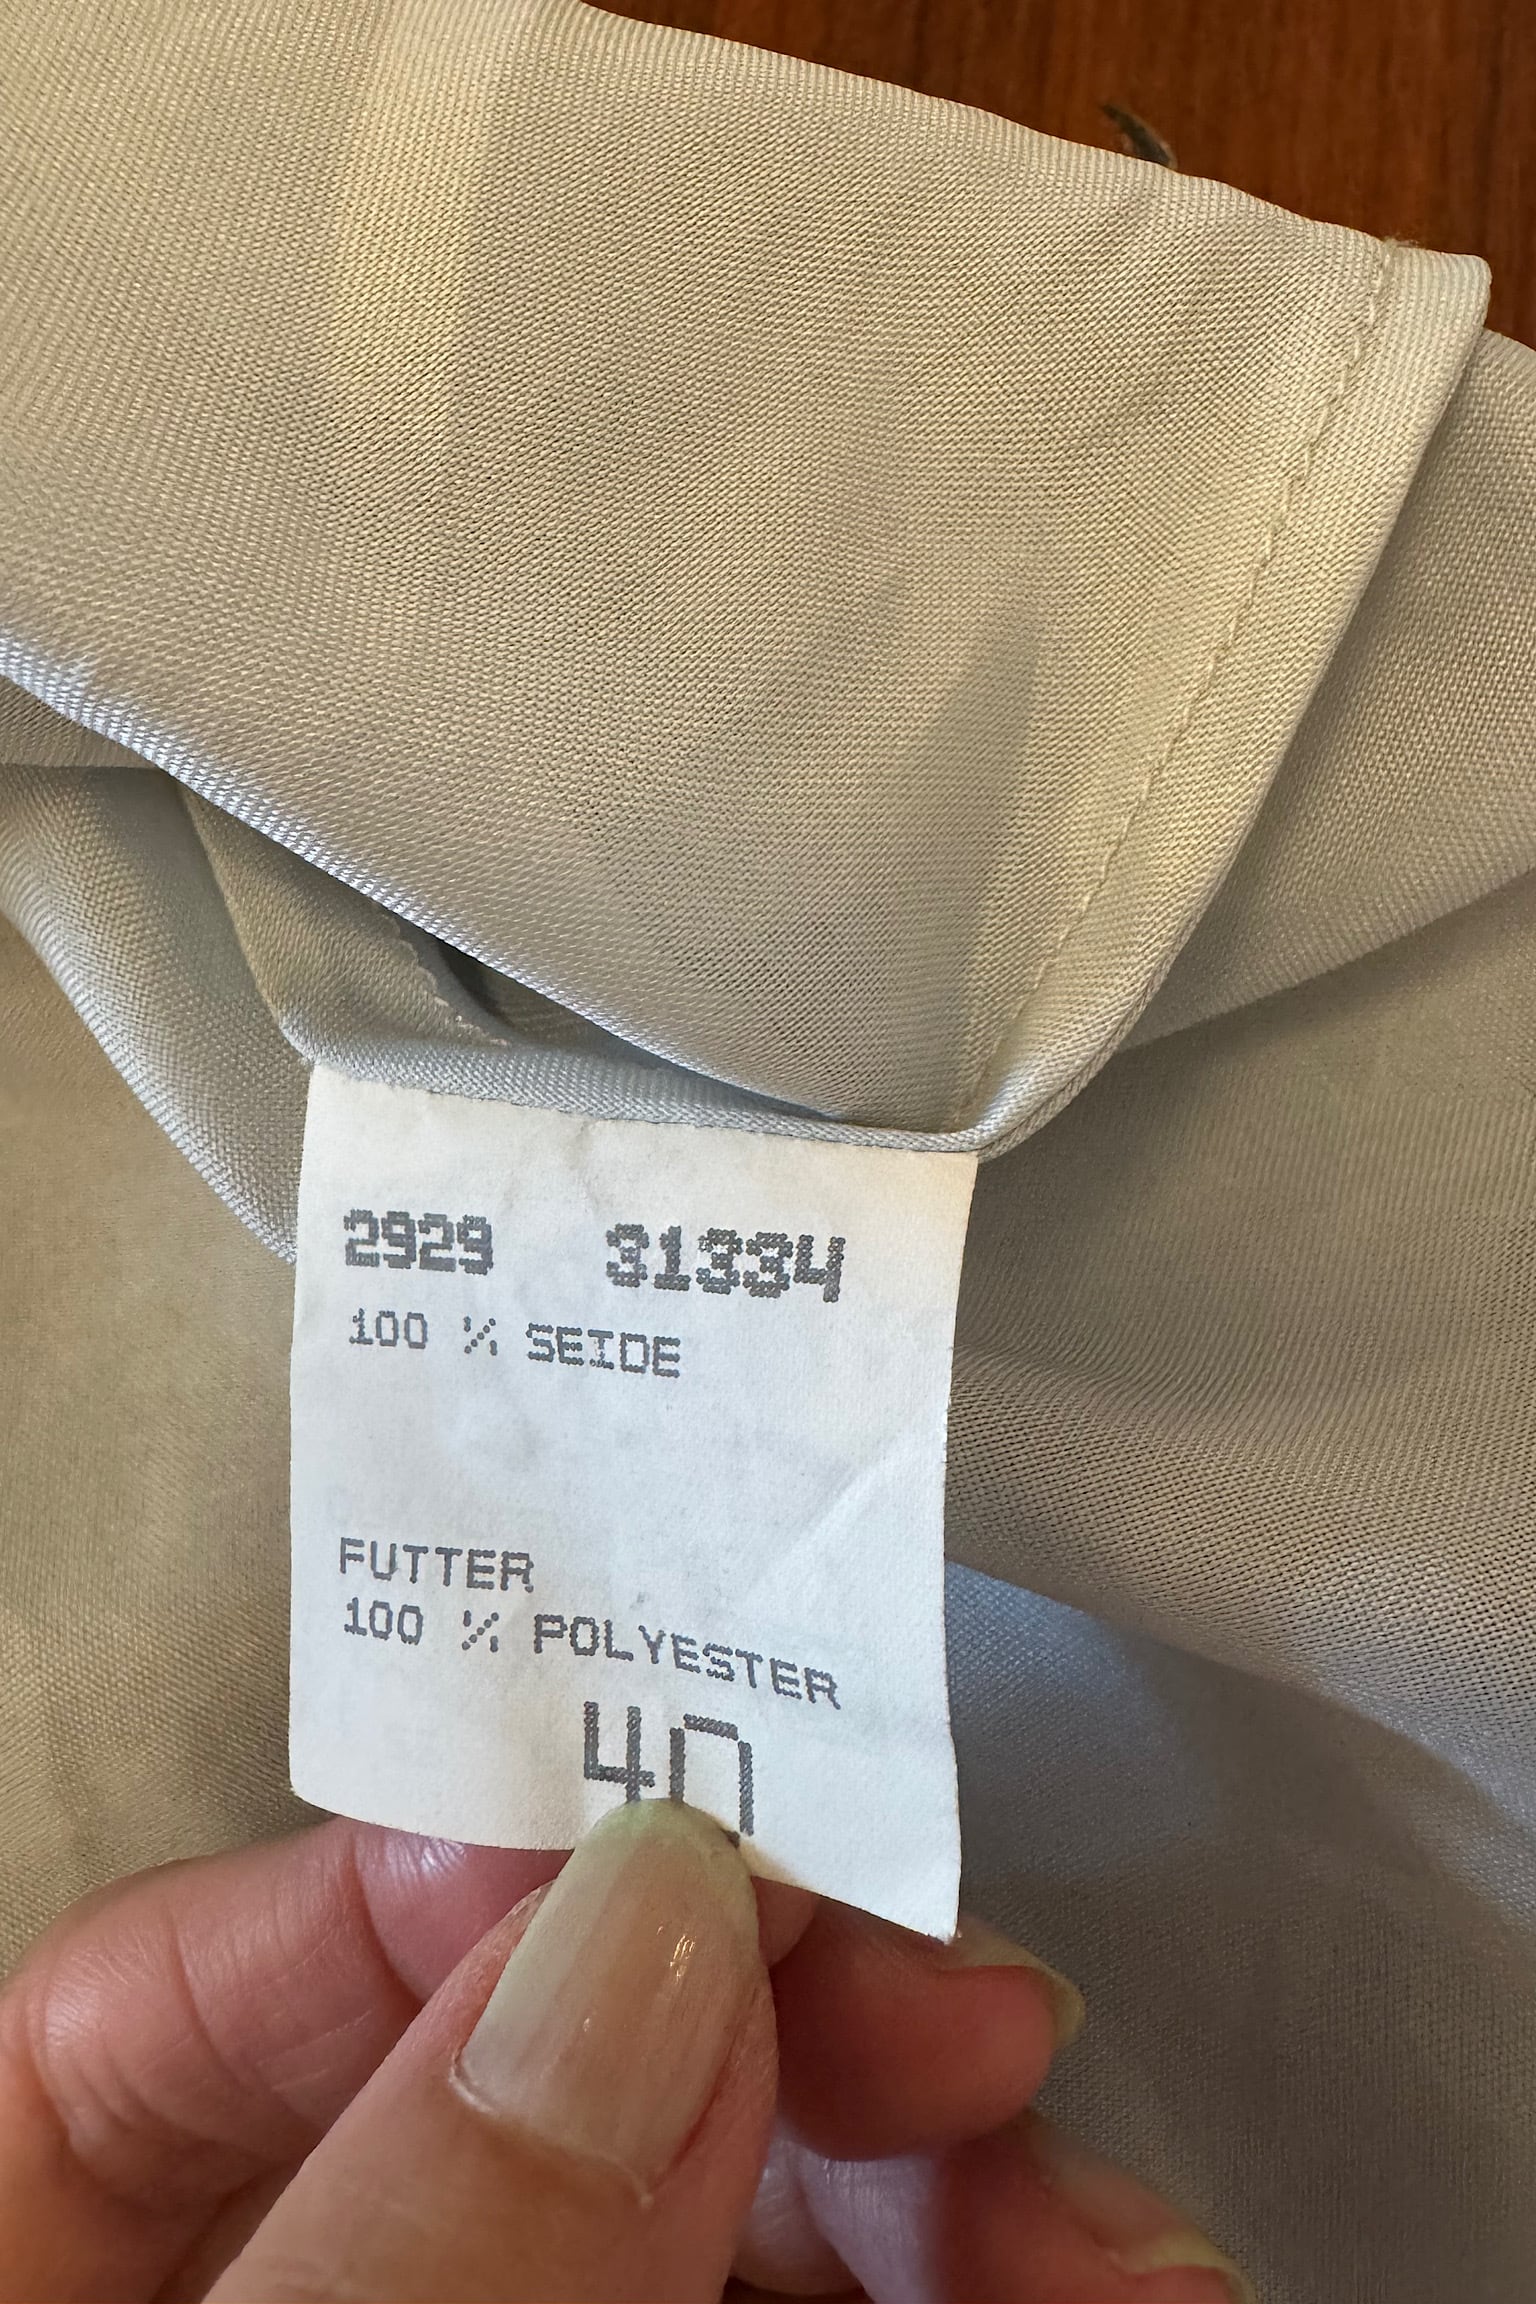 2929 31334
100 % SEIDE
FUTTER
100 % POLYESTER
40